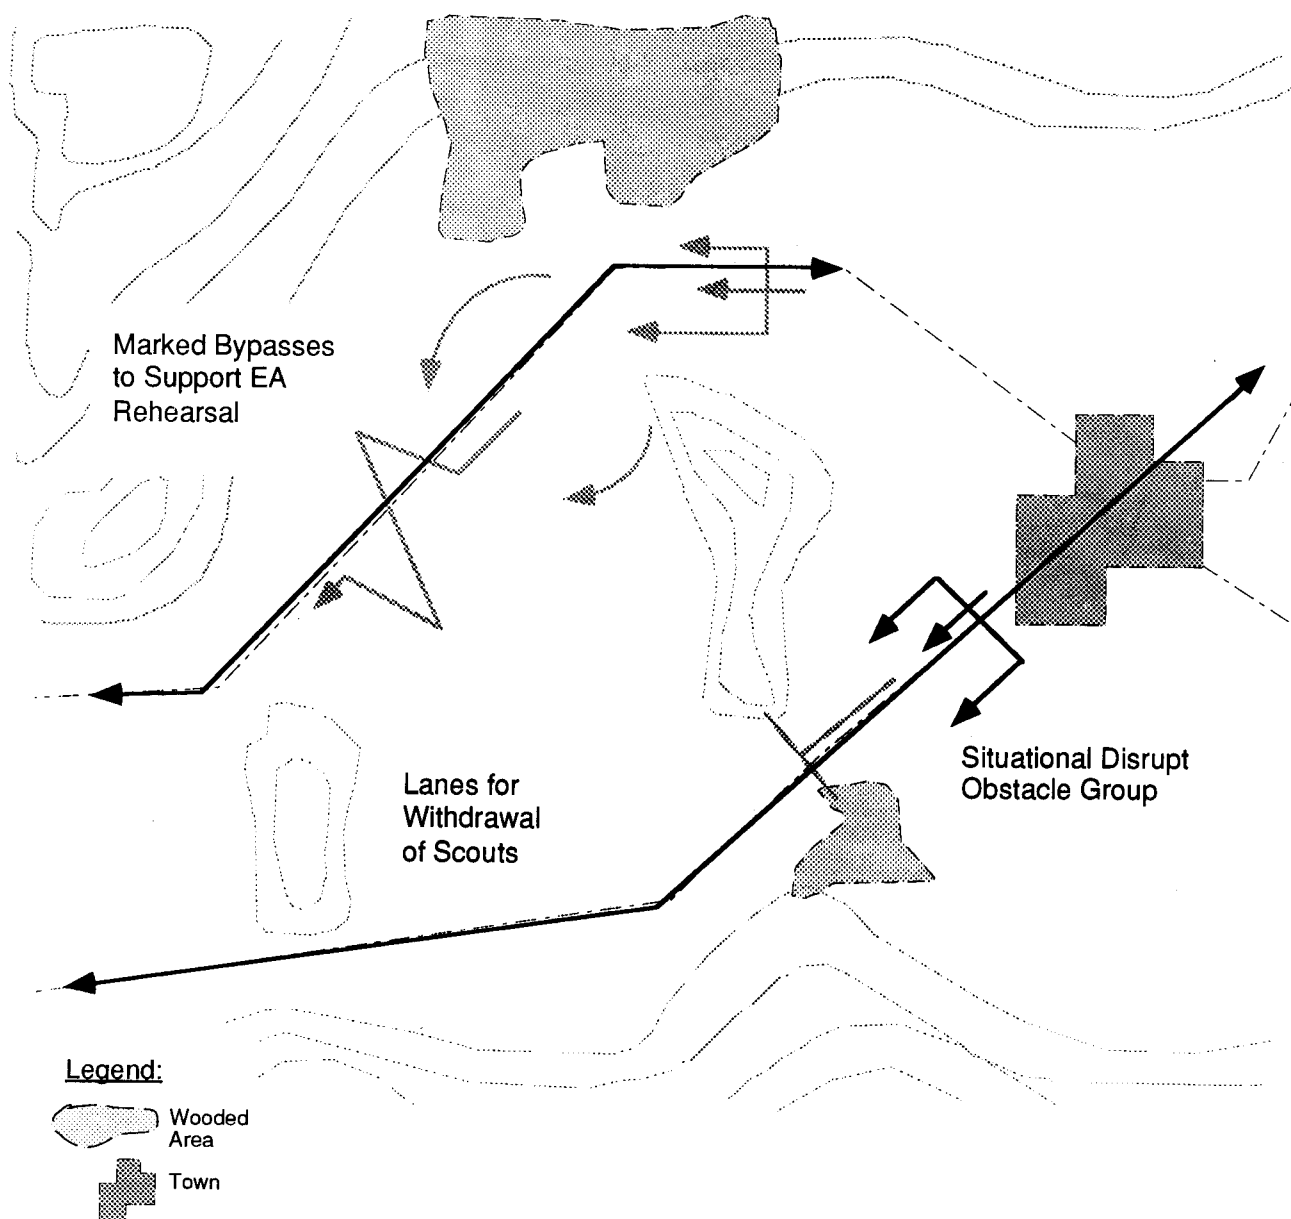 Marked Bypasses
to Support EA
Rehearsal
Situational Disrupt
Obstacle Group
Lanes for
Withdrawal
of Scouts
Legend:
Wooded
Area
Town